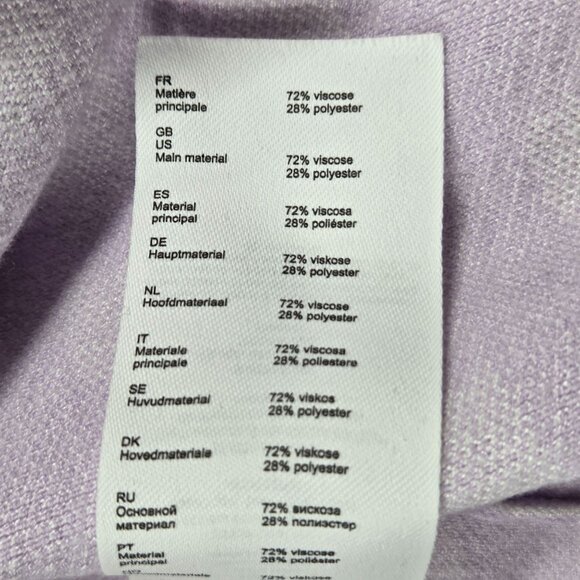 FR
Matière 72% viscose
principale 28% polyester
GB
US
Main material 72% viscose
28% polyester
ES
Material 72% viscosa
principal 28% poliéster
DE
Hauptmaterial 72% viskose
28% polyester
NL
Hoofdmateriaal 72% viscose
28% polyester
IT
Materiale 72% viscosa
principale 28% poliestere
SE
Huvudmaterial 72% viskos
28% polyester
DK
Hovedmateriale 72% viskose
28% polyester
RU
Основной 72% вискоза
материал 28% полиэстер
PT
Material 72% viscose
principal 28% poliéster